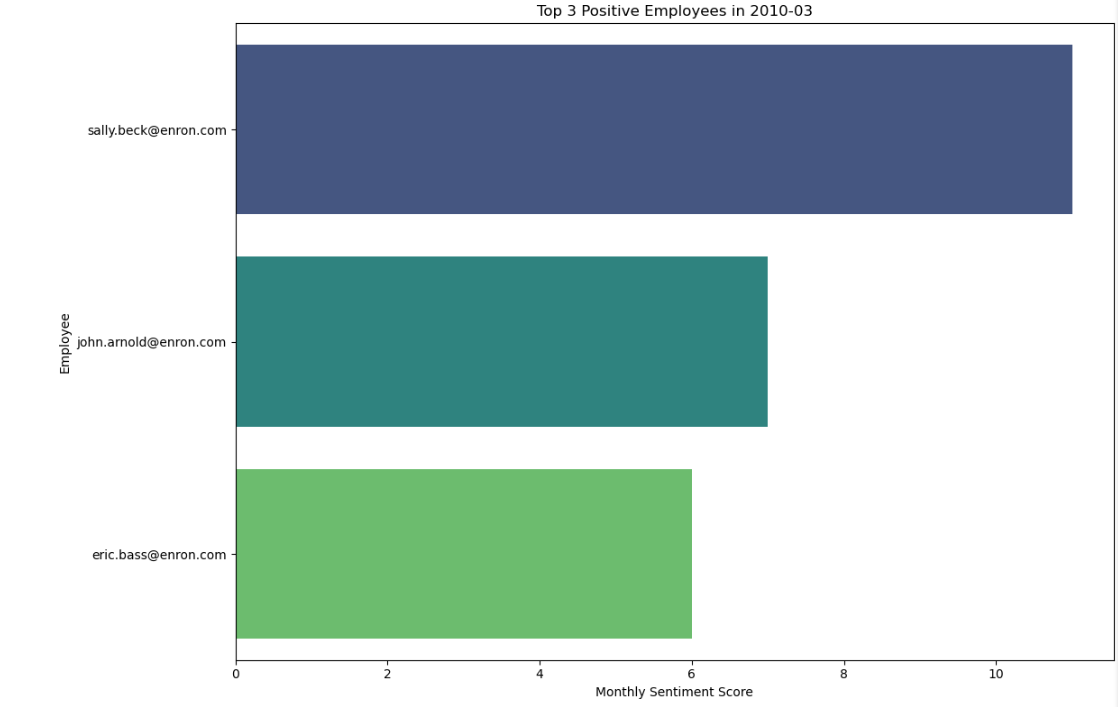 Top 3 Positive Employees in 2010-03
Employee
sally.beck@enron.com
john.arnold@enron.com
eric.bass@enron.com
0 2 4 6 8 10
Monthly Sentiment Score